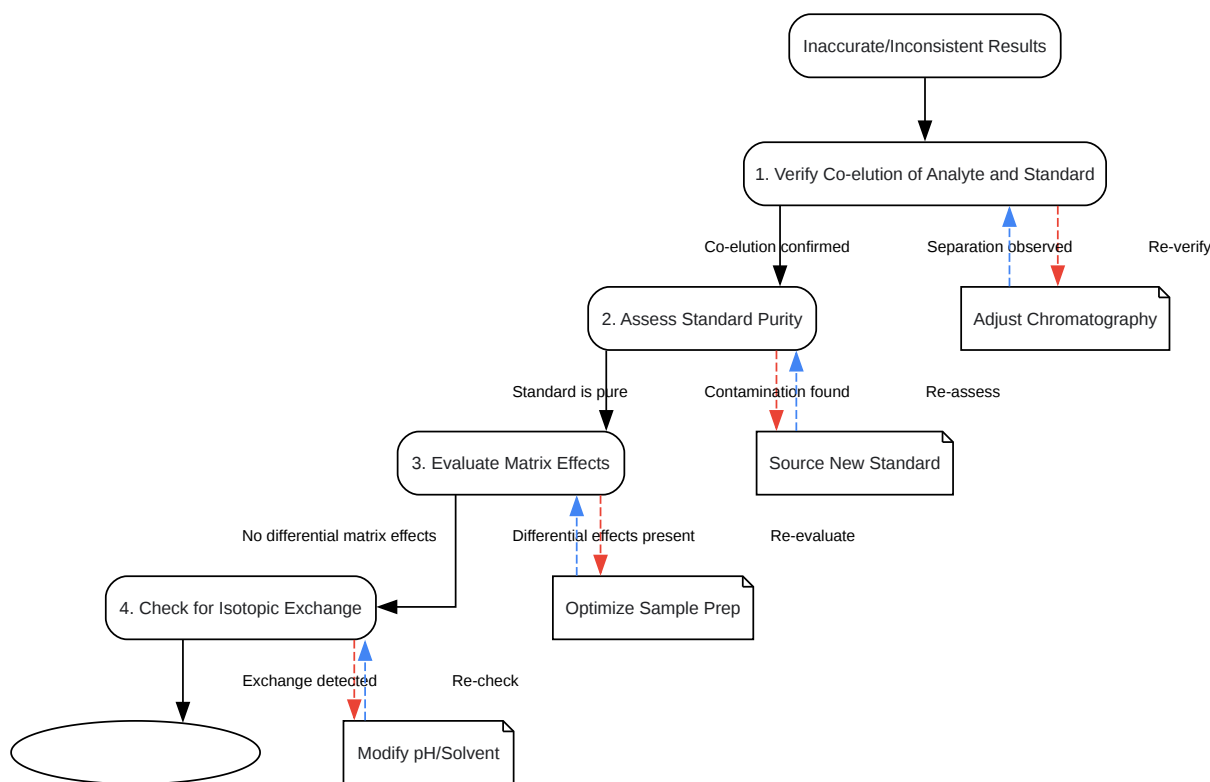 Inaccurate/Inconsistent Results
1. Verify Co-elution of Analyte and Standard
Co-elution confirmed
Separation observed
Re-verify
2. Assess Standard Purity
Adjust Chromatography
Standard is pure
Contamination found
Re-assess
3. Evaluate Matrix Effects
Source New Standard
No differential matrix effects
Differential effects present
Re-evaluate
4. Check for Isotopic Exchange
Optimize Sample Prep
Exchange detected
Re-check
Modify pH/Solvent